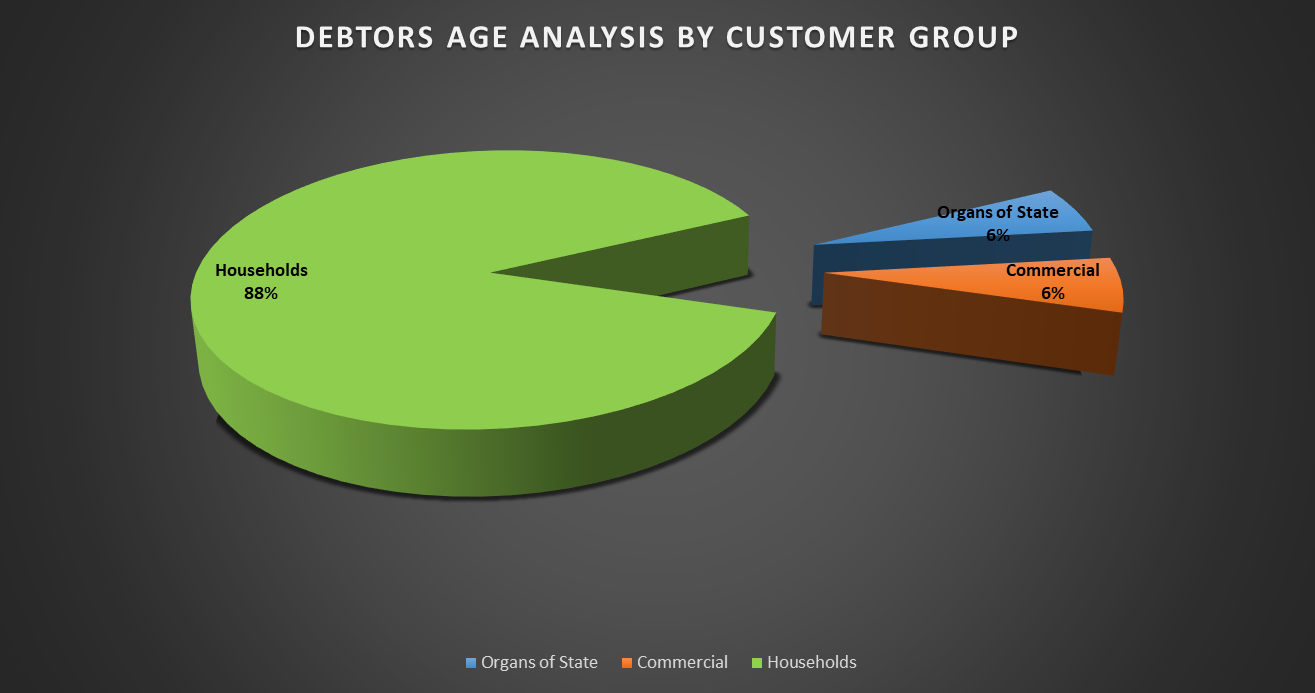 DEBTORS AGE ANALYSIS BY CUSTOMER GROUP
Organs of State
6%
Households
88%
Commercial
6%
Organs of State
Commercial
Households